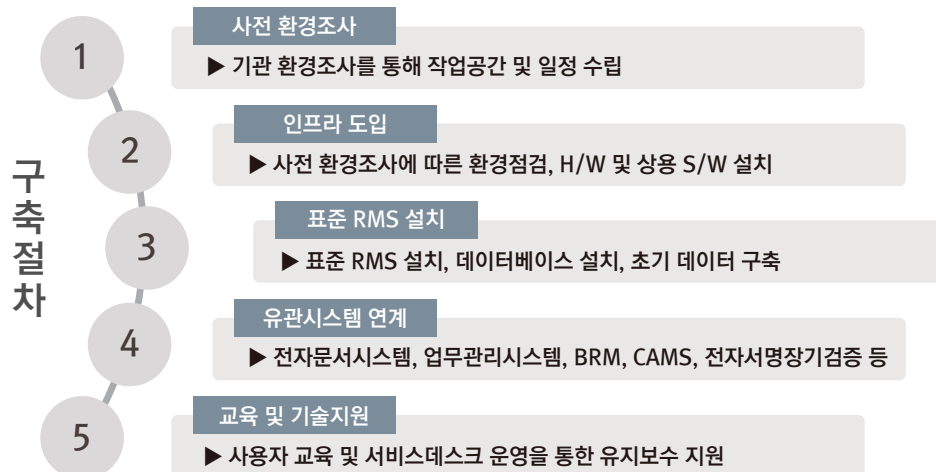 구축절차
1
사전 환경조사
▶ 기관 환경조사를 통해 작업공간 및 일정 수립
2
인프라 도입
▶ 사전 환경조사에 따른 환경점검, H/W 및 상용 S/W 설치
3
표준 RMS 설치
▶ 표준 RMS 설치, 데이터베이스 설치, 초기 데이터 구축
4
유관시스템 연계
▶ 전자문서시스템, 업무관리시스템, BRM, CAMS, 전자서명장기검증 등
5
교육 및 기술지원
▶ 사용자 교육 및 서비스데스크 운영을 통한 유지보수 지원